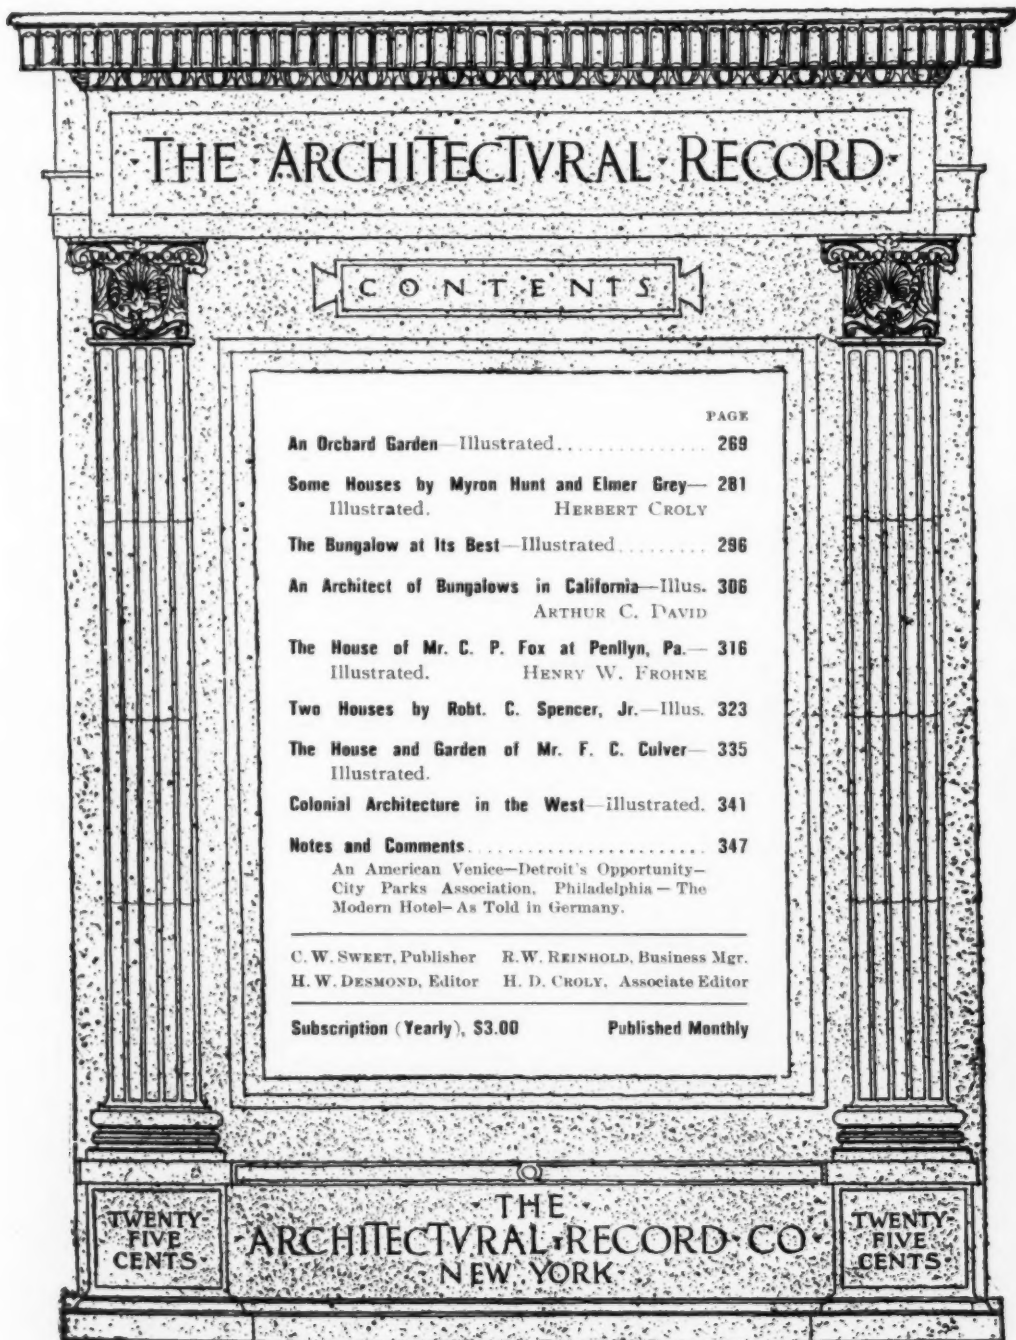 THE · ARCHITECTVRAL · RECORD
CONTENTS
PAGE
An Orchard Garden—Illustrated............... 269
Some Houses by Myron Hunt and Elmer Grey— 281
Illustrated. HERBERT CROLY
The Bungalow at Its Best—Illustrated......... 296
An Architect of Bungalows in California—Illus. 306
ARTHUR C. DAVID
The House of Mr. C. P. Fox at Penllyn, Pa.— 316
Illustrated. HENRY W. FROHNE
Two Houses by Robt. C. Spencer, Jr.—Illus. 323
The House and Garden of Mr. F. C. Culver— 335
Illustrated.
Colonial Architecture in the West—Illustrated. 341
Notes and Comments........................ 347
An American Venice—Detroit's Opportunity—
City Parks Association, Philadelphia—The
Modern Hotel—As Told in Germany.
C. W. SWEET, Publisher R. W. REINHOLD, Business Mgr.
H. W. DESMOND, Editor H. D. CROLY, Associate Editor
Subscription (Yearly), $3.00 Published Monthly
TWENTY-
FIVE
CENTS
THE
ARCHITECTVRAL · RECORD · CO ·
NEW YORK
TWENTY-
FIVE
CENTS